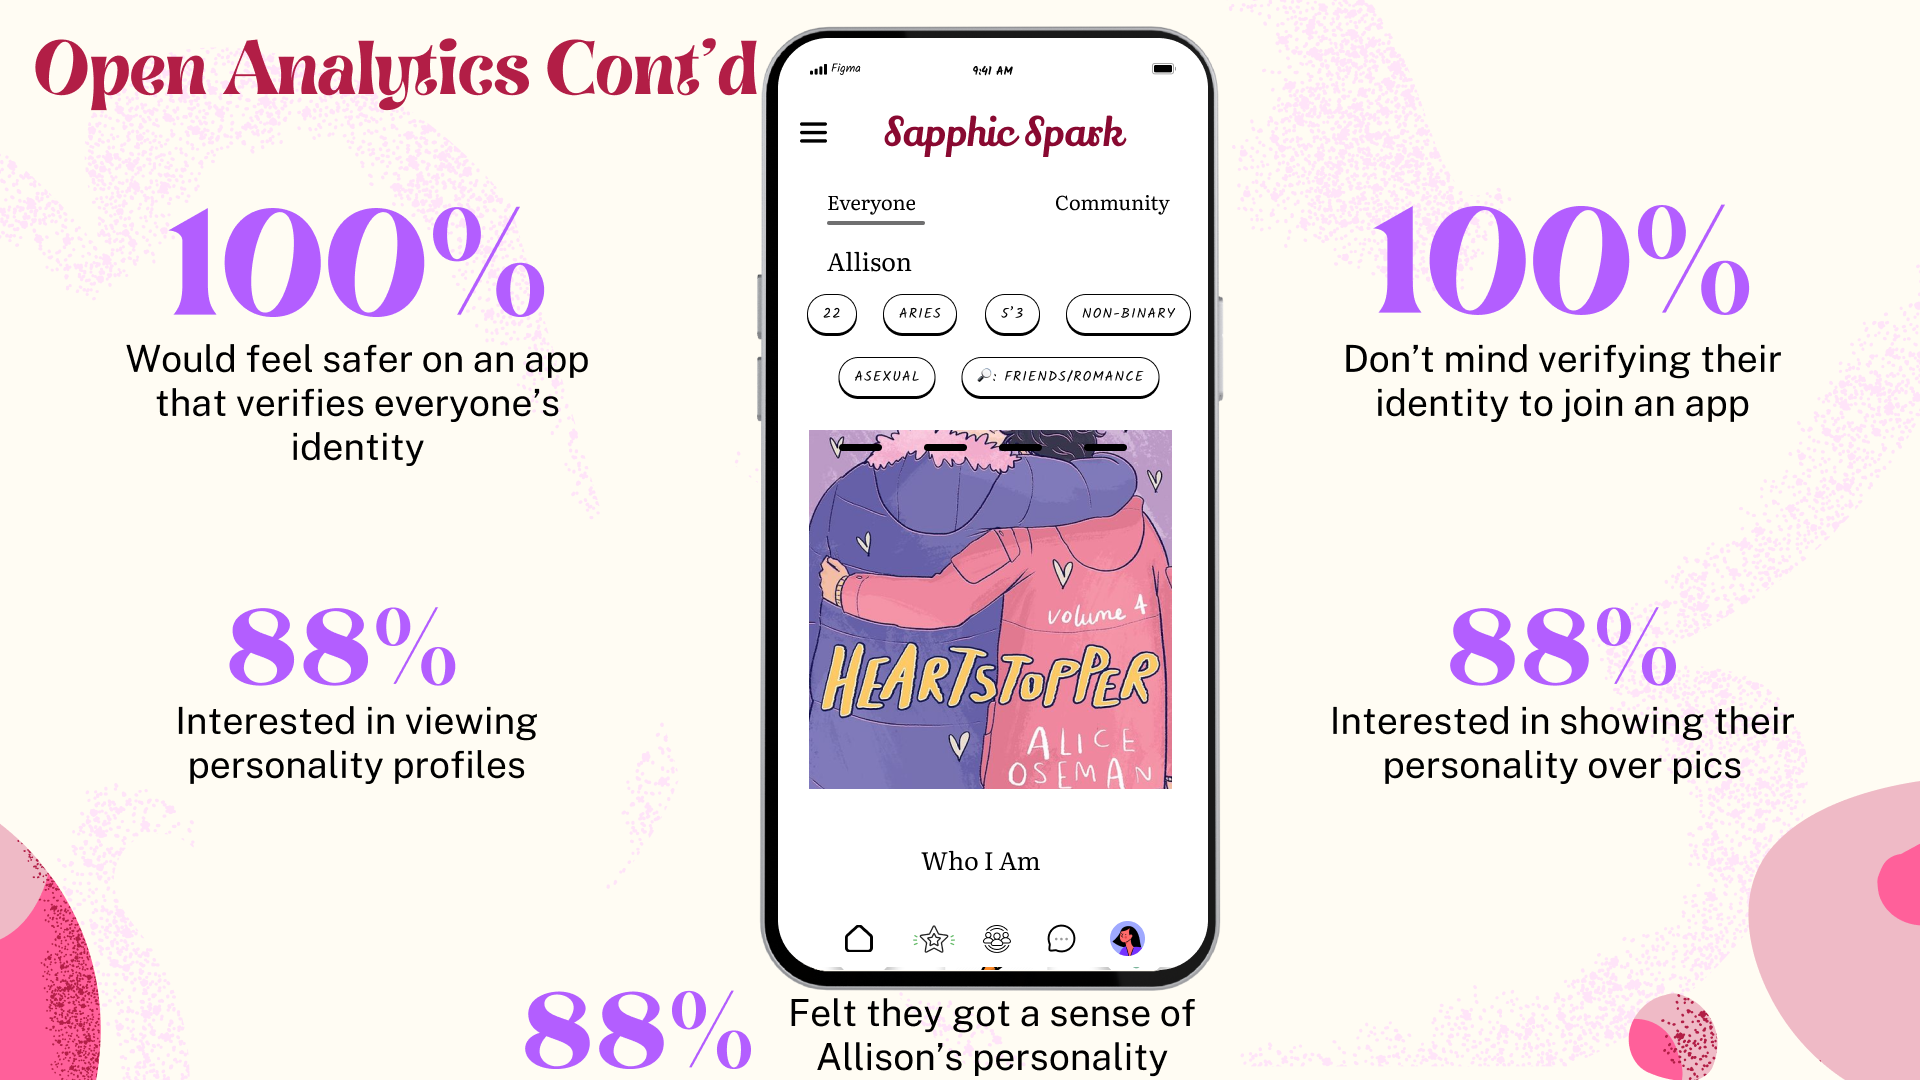 Open Analytics Cont’d
100%
Would feel safer on an app
that verifies everyone’s
identity
88%
Interested in viewing
personality profiles
Figma
9:41 AM
Sapphic Spark
Everyone Community
Allison
22 ARIES 5’3 NON-BINARY
ASEXUAL 🔎: FRIENDS/ROMANCE
volume 4
HEARTSTOPPER
ALICE
OSEMAN
Who I Am
100%
Don’t mind verifying their
identity to join an app
88%
Interested in showing their
personality over pics
88%
Felt they got a sense of
Allison’s personality